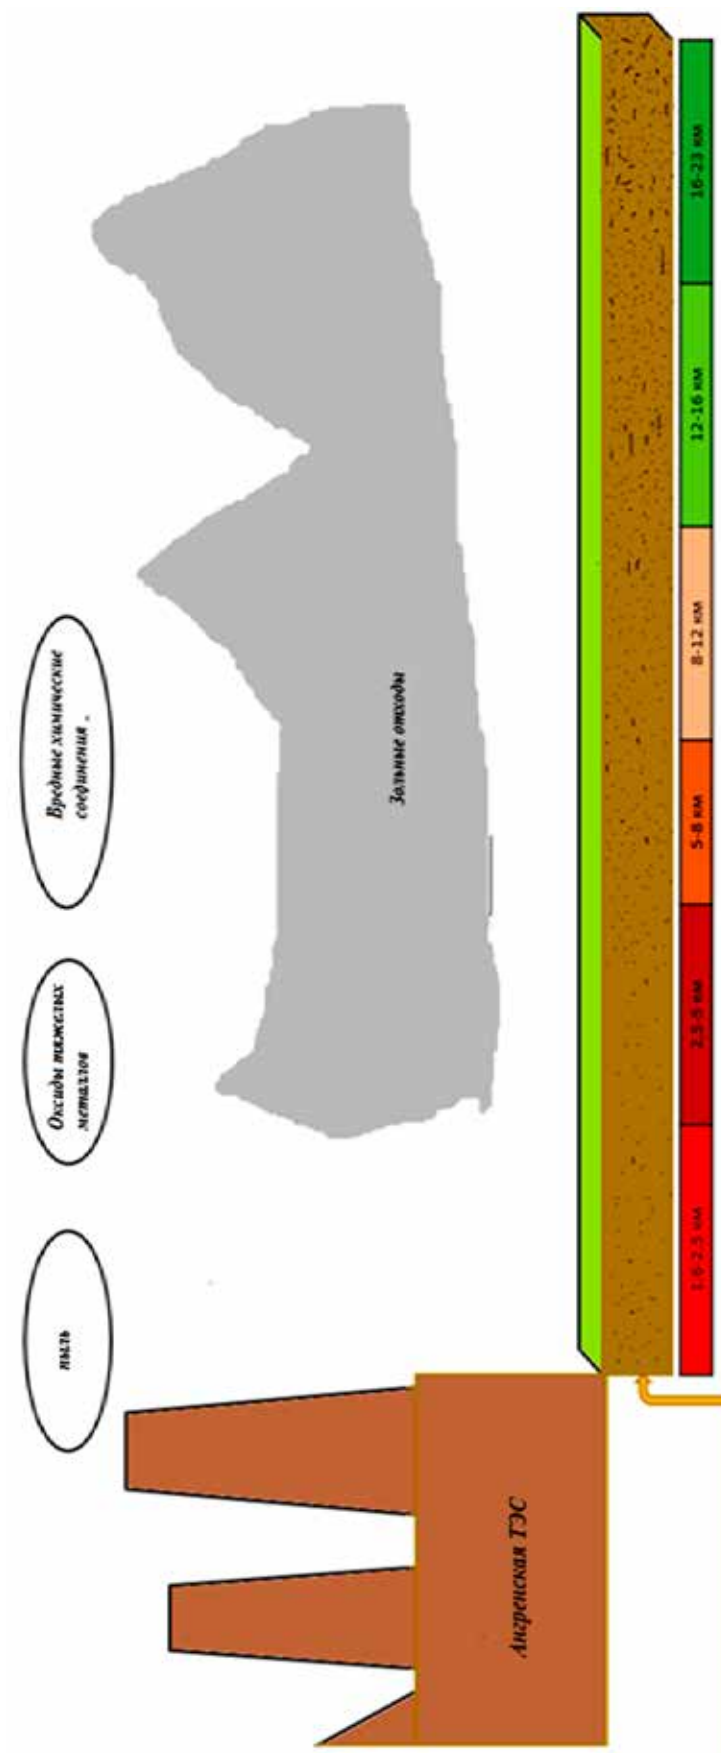 пыль
Оксиды тяжелых
металлов
Вредные химические
соединения .
Зольные отходы
Ангренская ТЭС
1.6-2.5 км
2,5-5 км
5-8 км
8-12 км
12-16 км
16-23 км